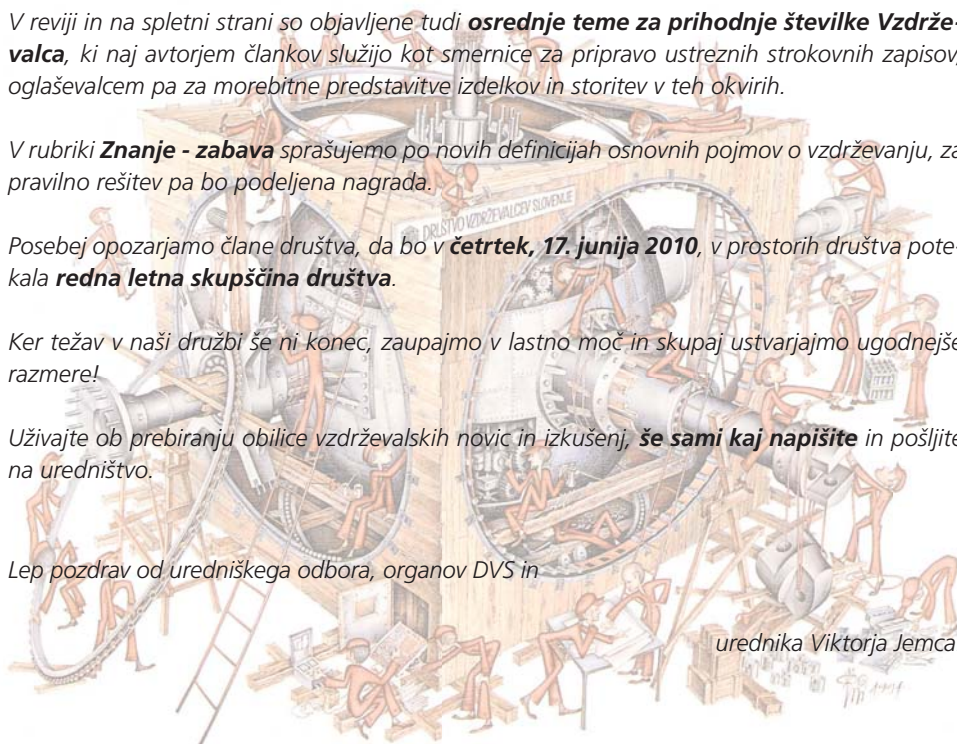 V reviji in na spletni strani so objavljene tudi osrednje teme za prihodnje številke Vzdrže-
valca, ki naj avtorjem člankov služijo kot smernice za pripravo ustreznih strokovnih zapisov,
oglaševalcem pa za morebitne predstavitve izdelkov in storitev v teh okvirih.
V rubriki Znanje - zabava sprašujemo po novih definicijah osnovnih pojmov o vzdrževanju, za
pravilno rešitev pa bo podeljena nagrada.
DRUŠTVO VZDRŽEVALCEV SLOVENIJE
Posebej opozarjamo člane društva, da bo v četrtek, 17. junija 2010, v prostorih društva pote-
kala redna letna skupščina društva.
Ker težav v naši družbi še ni konec, zaupajmo v lastno moč in skupaj ustvarjajmo ugodnejše
razmere!
Uživajte ob prebiranju obilice vzdrževalskih novic in izkušenj, še sami kaj napišite in pošljite
na uredništvo.
Lep pozdrav od uredniškega odbora, organov DVS in
urednika Viktorja Jemca